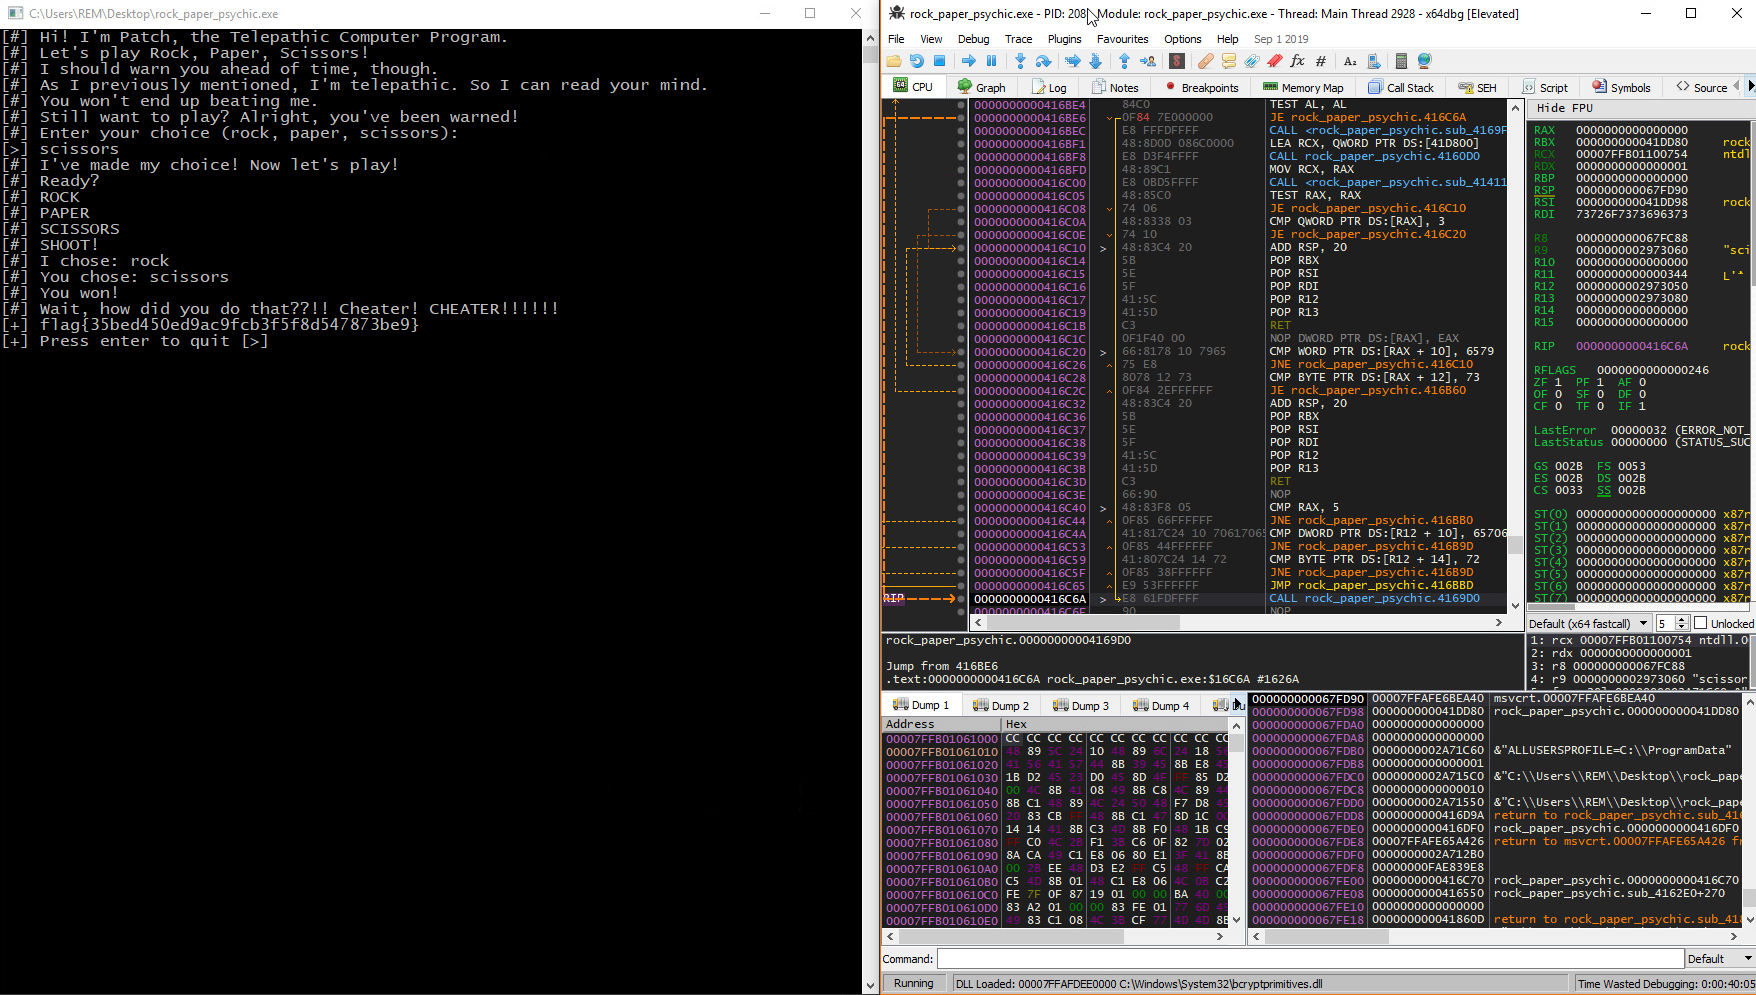 C:\Users\REM\Desktop\rock_paper_psychic.exe
[#] Hi! I'm Patch, the Telepathic Computer Program.
[#] Let's play Rock, Paper, Scissors!
[#] I should warn you ahead of time, though.
[#] As I previously mentioned, I'm telepathic. So I can read your mind.
[#] You won't end up beating me.
[#] Still want to play? Alright, you've been warned!
[#] Enter your choice (rock, paper, scissors):
[>] scissors
[#] I've made my choice! Now let's play!
[#] Ready?
[#] ROCK
[#] PAPER
[#] SCISSORS
[#] SHOOT!
[#] I chose: rock
[#] You chose: scissors
[#] You won!
[#] Wait, how did you do that??!! Cheater! CHEATER!!!!!!
[+] flag{35bed450ed9ac9fcb3f5f8d547873be9}
[+] Press enter to quit [>]
rock_paper_psychic.exe - PID: 208 Module: rock_paper_psychic.exe - Thread: Main Thread 2928 - x64dbg [Elevated]
File View Debug Trace Plugins Favourites Options Help Sep 1 2019
CPU Graph Log Notes Breakpoints Memory Map Call Stack SEH Script Symbols Source
0000000000416BE4 84C0 TEST AL, AL
0000000000416BE6 0F84 7E000000 JE rock_paper_psychic.416C6A
0000000000416BEC E8 FFFDFFFF CALL <rock_paper_psychic.sub_4169F
0000000000416BF1 48:8D0D 086C0000 LEA RCX, QWORD PTR DS:[41D800]
0000000000416BF8 E8 D3F4FFFF CALL rock_paper_psychic.4160D0
0000000000416BFD 48:89C1 MOV RCX, RAX
0000000000416C00 E8 0BD5FFFF CALL <rock_paper_psychic.sub_41411
0000000000416C05 48:85C0 TEST RAX, RAX
0000000000416C08 74 06 JE rock_paper_psychic.416C10
0000000000416C0A 48:8338 03 CMP QWORD PTR DS:[RAX], 3
0000000000416C0E 74 10 JE rock_paper_psychic.416C20
0000000000416C10 48:83C4 20 ADD RSP, 20
0000000000416C14 5B POP RBX
0000000000416C15 5E POP RSI
0000000000416C16 5F POP RDI
0000000000416C17 41:5C POP R12
0000000000416C19 41:5D POP R13
0000000000416C1B C3 RET
0000000000416C1C 0F1F40 00 NOP DWORD PTR DS:[RAX], EAX
0000000000416C20 66:8178 10 7965 CMP WORD PTR DS:[RAX + 10], 6579
0000000000416C26 75 E8 JNE rock_paper_psychic.416C10
0000000000416C28 8078 12 73 CMP BYTE PTR DS:[RAX + 12], 73
0000000000416C2C 0F84 2EFFFFFF JE rock_paper_psychic.416B60
0000000000416C32 48:83C4 20 ADD RSP, 20
0000000000416C36 5B POP RBX
0000000000416C37 5E POP RSI
0000000000416C38 5F POP RDI
0000000000416C39 41:5C POP R12
0000000000416C3B 41:5D POP R13
0000000000416C3D C3 RET
0000000000416C3E 66:90 NOP
0000000000416C40 48:83F8 05 CMP RAX, 5
0000000000416C44 0F85 66FFFFFF JNE rock_paper_psychic.416BB0
0000000000416C4A 41:817C24 10 7061706 CMP DWORD PTR DS:[R12 + 10], 65706
0000000000416C53 0F85 44FFFFFF JNE rock_paper_psychic.416B9D
0000000000416C59 41:807C24 14 72 CMP BYTE PTR DS:[R12 + 14], 72
0000000000416C5F 0F85 38FFFFFF JNE rock_paper_psychic.416B9D
0000000000416C65 E9 53FFFFFF JMP rock_paper_psychic.416BBD
RIP 0000000000416C6A E8 61FDFFFF CALL rock_paper_psychic.4169D0
90 NOP
Hide FPU
RAX 0000000000000000
RBX 000000000041DD80 rock
RCX 00007FFB01100754 ntdl
RDX 0000000000000001
RBP 0000000000000000
RSP 000000000067FD90
RSI 000000000041DD98 rock
RDI 73726F7373696373
R8 000000000067FC88
R9 0000000002973060 "sci
R10 0000000000000000
R11 0000000000000344 L'
R12 0000000002973050
R13 0000000002973080
R14 0000000000000000
R15 0000000000000000
RIP 0000000000416C6A rock
RFLAGS 0000000000000246
ZF 1 PF 1 AF 0
OF 0 SF 0 DF 0
CF 0 TF 0 IF 1
LastError 00000032 (ERROR_NOT_
LastStatus 00000000 (STATUS_SUC
GS 002B FS 0053
ES 002B DS 002B
CS 0033 SS 002B
ST(0) 00000000000000000000 x87r
ST(1) 00000000000000000000 x87r
ST(2) 00000000000000000000 x87r
ST(3) 00000000000000000000 x87r
ST(4) 00000000000000000000 x87r
ST(5) 00000000000000000000 x87r
ST(6) 00000000000000000000 x87r
ST(7) 00000000000000000000 x87r
Default (x64 fastcall) 5 Unlocked
1: rcx 00007FFB01100754 ntdll.0
2: rdx 0000000000000001
3: r8 000000000067FC88
4: r9 0000000002973060 "scissor
rock_paper_psychic.00000000004169D0
Jump from 416BE6
.text:0000000000416C6A rock_paper_psychic.exe:$16C6A #1626A
Dump 1 Dump 2 Dump 3 Dump 4 Du
Address Hex
00007FFB01061000 CC CC CC CC CC CC CC CC CC CC CC
00007FFB01061010 48 89 5C 24 10 48 89 6C 24 18
00007FFB01061020 41 56 41 57 44 8B 39 45 8B E8
00007FFB01061030 1B D2 45 23 D0 45 8D 4F FF 85 D2
00007FFB01061040 00 4C 8B 41 08 49 8B C8 4C 89
00007FFB01061050 8B C1 48 89 4C 24 50 48 F7 D8
00007FFB01061060 20 83 CB FF 48 8B C1 47 8D 1C
00007FFB01061070 14 14 41 8B C3 4D 8B F0 48 1B C9
00007FFB01061080 FF C0 4C 2B F1 3B C6 0F 82 7D 02
00007FFB01061090 8A CA 49 C1 E8 06 80 E1 3F 41 8B
00007FFB010610A0 00 28 EE 48 D3 E2 FF C5 48 FF CA
00007FFB010610B0 C5 4D 8B 01 48 C1 E8 06 4C 08 C2
00007FFB010610C0 FE 7F 0F 87 19 01 00 00 BA 40 00
00007FFB010610D0 83 A2 01 00 00 83 FE 01 77 6D
00007FFB010610E0 49 83 C1 08 4C 3B CF 77 4D 4D 8B
000000000067FD90 00007FFAFE6BEA40 msvcrt.00007FFAFE6BEA40
000000000067FD98 000000000041DD80 rock_paper_psychic.000000000041DD80
000000000067FDA0 0000000000000000
000000000067FDA8 0000000000000000
000000000067FDB0 0000000002A71C60 &"ALLUSERSPROFILE=C:\\ProgramData"
000000000067FDB8 0000000000000001
000000000067FDC0 0000000002A715C0 &"C:\\Users\\REM\\Desktop\\rock_pape
000000000067FDC8 0000000000000010
000000000067FDD0 0000000002A71550 &"C:\\Users\\REM\\Desktop\\rock_pape
000000000067FDD8 0000000000416D9A return to rock_paper_psychic.sub_416
000000000067FDE0 0000000000416DF0 rock_paper_psychic.0000000000416DF0
000000000067FDE8 00007FFAFE65A426 return to msvcrt.00007FFAFE65A426 f
000000000067FDF0 0000000002A712B0
000000000067FDF8 00000000FAE839E8
000000000067FE00 0000000000416C70 rock_paper_psychic.0000000000416C70
000000000067FE08 0000000000416550 rock_paper_psychic.sub_4162E0+270
000000000067FE10 0000000000000000
000000000067FE18 000000000041860D return to rock_paper_psychic.sub_418
Command: Default
Running DLL Loaded: 00007FFAFDEE0000 C:\Windows\System32\bcryptprimitives.dll Time Wasted Debugging: 0:00:40:05